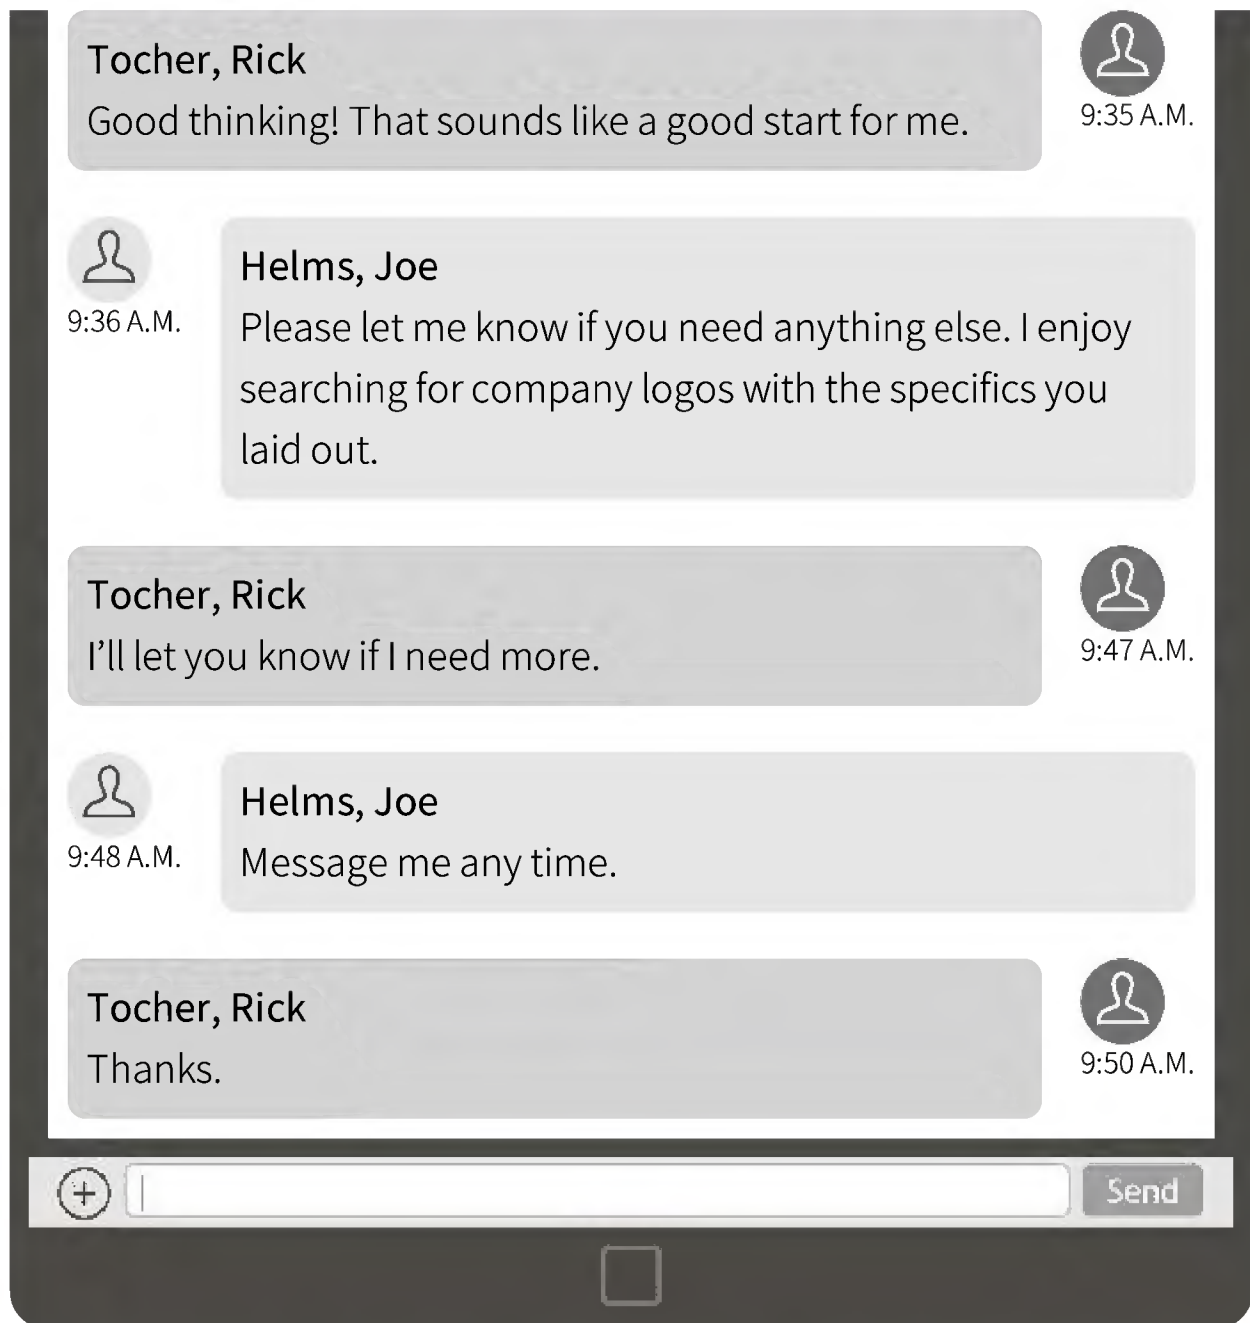 Tocher, Rick
Good thinking! That sounds like a good start for me.
9:35 A.M.
Helms, Joe
9:36 A.M.
Please let me know if you need anything else. I enjoy
searching for company logos with the specifics you
laid out.
Tocher, Rick
I'll let you know if I need more.
9:47 A.M.
Helms, Joe
9:48 A.M.
Message me any time.
Tocher, Rick
Thanks.
9:50 A.M.
Send